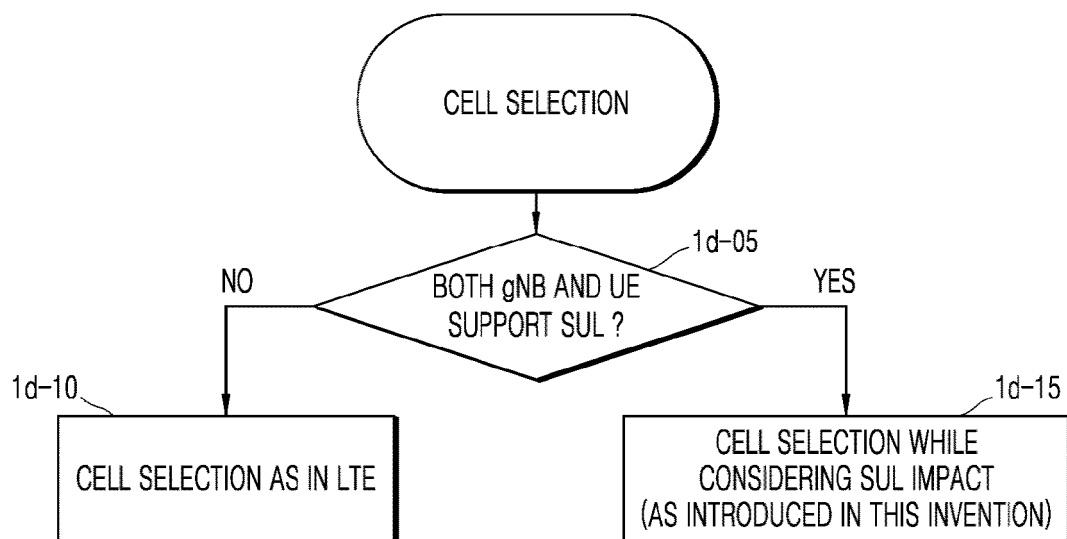 CELL SELECTION
1d-05
NO
BOTH gNB AND UE
YES
SUPPORT SUL ?
1d-10
1d-15
CELL SELECTION AS IN LTE
CELL SELECTION WHILE
CONSIDERING SUL IMPACT
(AS INTRODUCED IN THIS INVENTION)